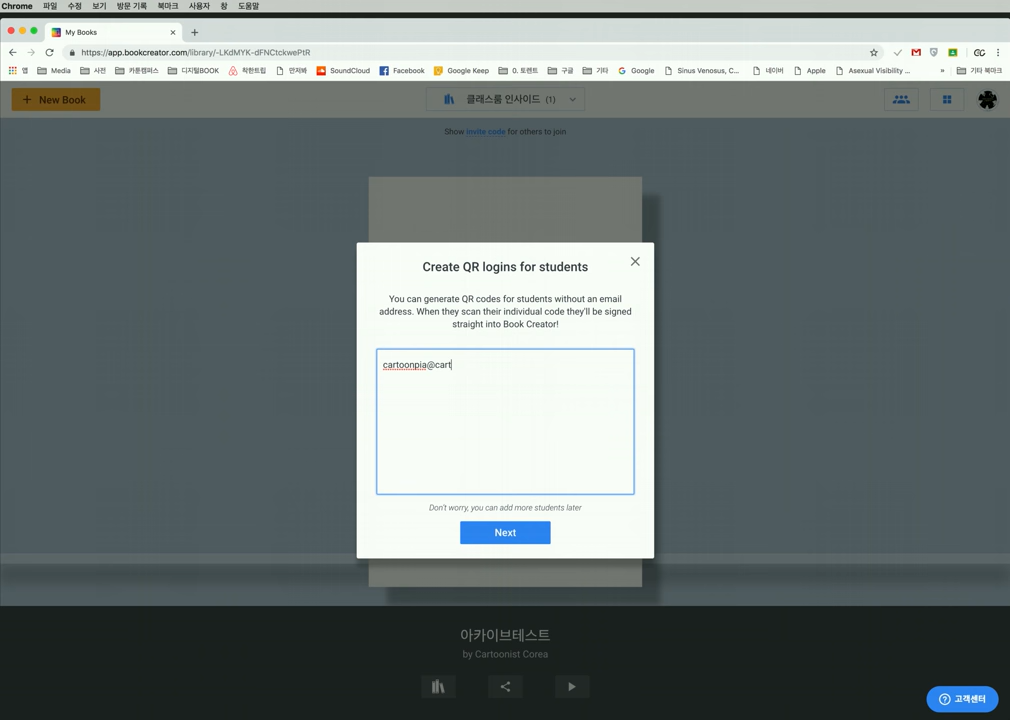 Chrome 파일 수정 보기 방문 기록 북마크 사용자 창 도움말
My Books
https://app.bookcreator.com/library/-LKdMYK-dFNCtckwePtR
앱 Media 사전 카툰캠퍼스 디지털BOOK 착한트립 만저봐 SoundCloud Facebook Google Keep 0. 토렌트 구글 기타 Google Sinus Venosus, C... 네이버 Apple Asexual Visibility ... » 기타 북마크
+ New Book
클래스룸 인사이드 (1)
Show invite code for others to join
Create QR logins for students
You can generate QR codes for students without an email
address. When they scan their individual code they'll be signed
straight into Book Creator!
cartoonpia@cart
Don't worry, you can add more students later
Next
아카이브테스트
by Cartoonist Corea
고객센터